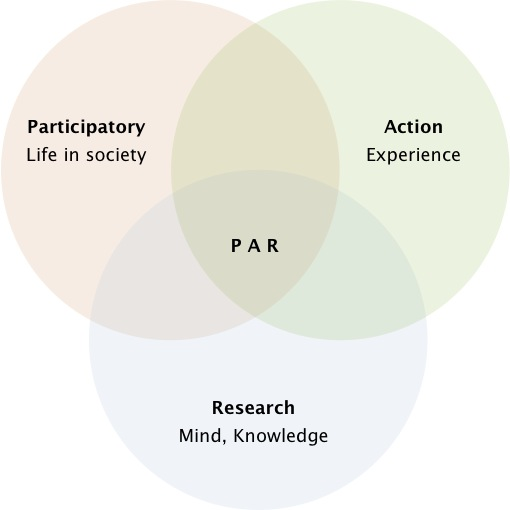 Participatory
Life in society
Action
Experience
P A R
Research
Mind, Knowledge